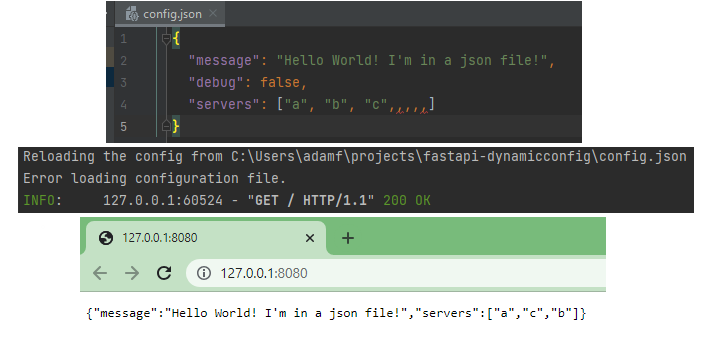 config.json
1 {
2 "message": "Hello World! I'm in a json file!",
3 "debug": false,
4 "servers": ["a", "b", "c",,,,,]
5 }
Reloading the config from C:\Users\adamf\projects\fastapi-dynamicconfig\config.json
Error loading configuration file.
INFO: 127.0.0.1:60524 - "GET / HTTP/1.1" 200 OK
127.0.0.1:8080
127.0.0.1:8080
{"message":"Hello World! I'm in a json file!","servers":["a","c","b"]}